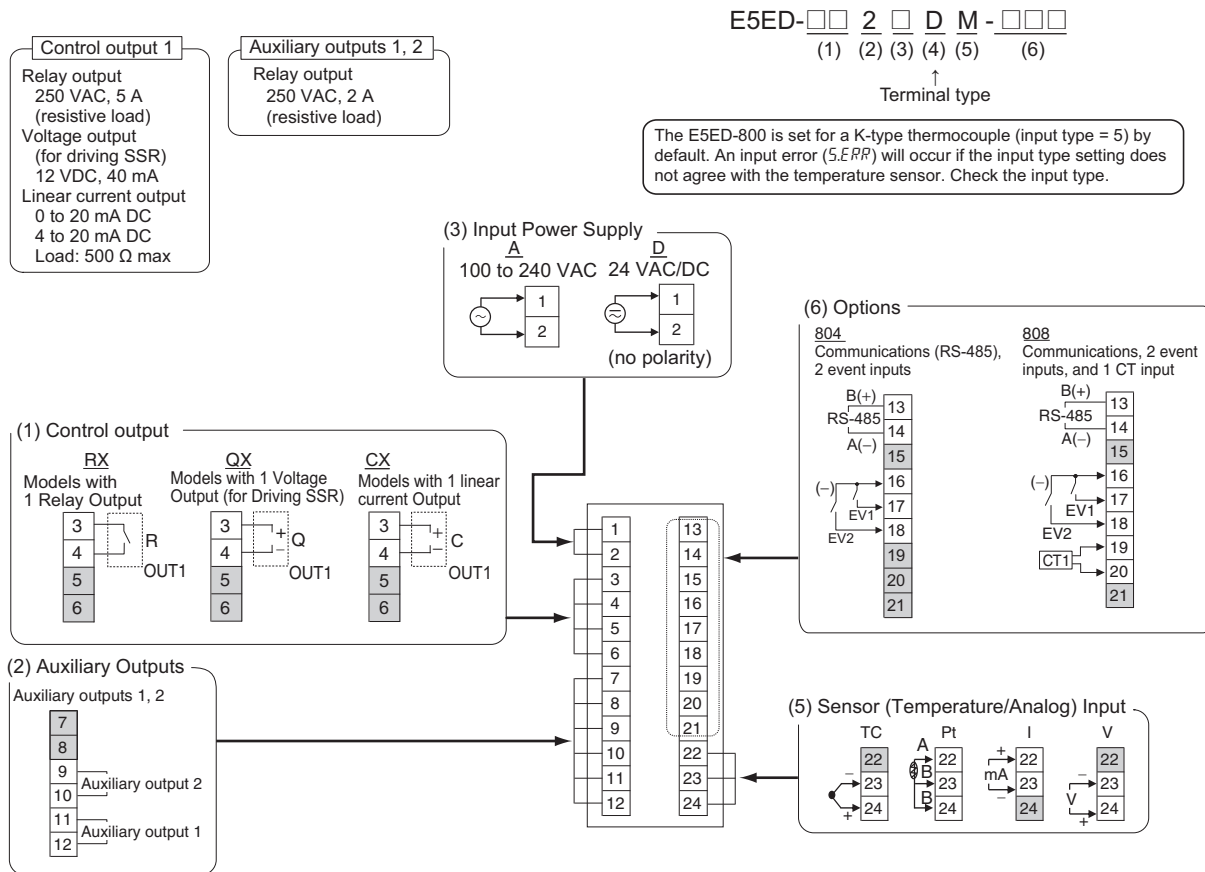 Control output 1
Relay output
250 VAC, 5 A
(resistive load)
Voltage output
(for driving SSR)
12 VDC, 40 mA
Linear current output
0 to 20 mA DC
4 to 20 mA DC
Load: 500 Ω max
Auxiliary outputs 1, 2
Relay output
250 VAC, 2 A
(resistive load)
E5ED-□□ 2 □ D M - □□□
(1) (2) (3) (4) (5) (6)
↑
Terminal type
The E5ED-800 is set for a K-type thermocouple (input type = 5) by
default. An input error (S.ERR) will occur if the input type setting does
not agree with the temperature sensor. Check the input type.
(3) Input Power Supply
A
100 to 240 VAC
1
2
D
24 VAC/DC
1
2
(no polarity)
(6) Options
804
Communications (RS-485),
2 event inputs
B(+)
RS-485
A(−)
13
14
15
16
17
18
19
20
21
(−)
EV1
EV2
808
Communications, 2 event
inputs, and 1 CT input
B(+)
RS-485
A(−)
13
14
15
16
17
18
19
20
21
(−)
EV1
EV2
CT1
(1) Control output
RX
Models with
1 Relay Output
3
4
5
6
R
OUT1
QX
Models with 1 Voltage
Output (for Driving SSR)
3
4
5
6
+
−
Q
OUT1
CX
Models with 1 linear
current Output
3
4
5
6
+
−
C
OUT1
1
2
3
4
5
6
7
8
9
10
11
12
13
14
15
16
17
18
19
20
21
22
23
24
(2) Auxiliary Outputs
Auxiliary outputs 1, 2
7
8
9
10
11
12
Auxiliary output 2
Auxiliary output 1
(5) Sensor (Temperature/Analog) Input
TC
22
23
24
−
+
Pt
A
B
B
22
23
24
I
+
mA
−
22
23
24
V
−
V
+
22
23
24